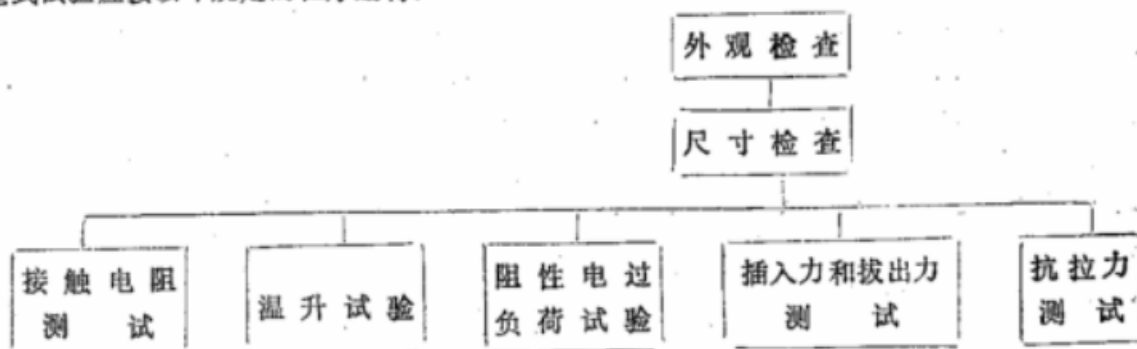 外观检查
尺寸检查
接触电阻
测试
温升试验
阻性电过
负荷试验
插入力和拔出力
测试
抗拉力
测试